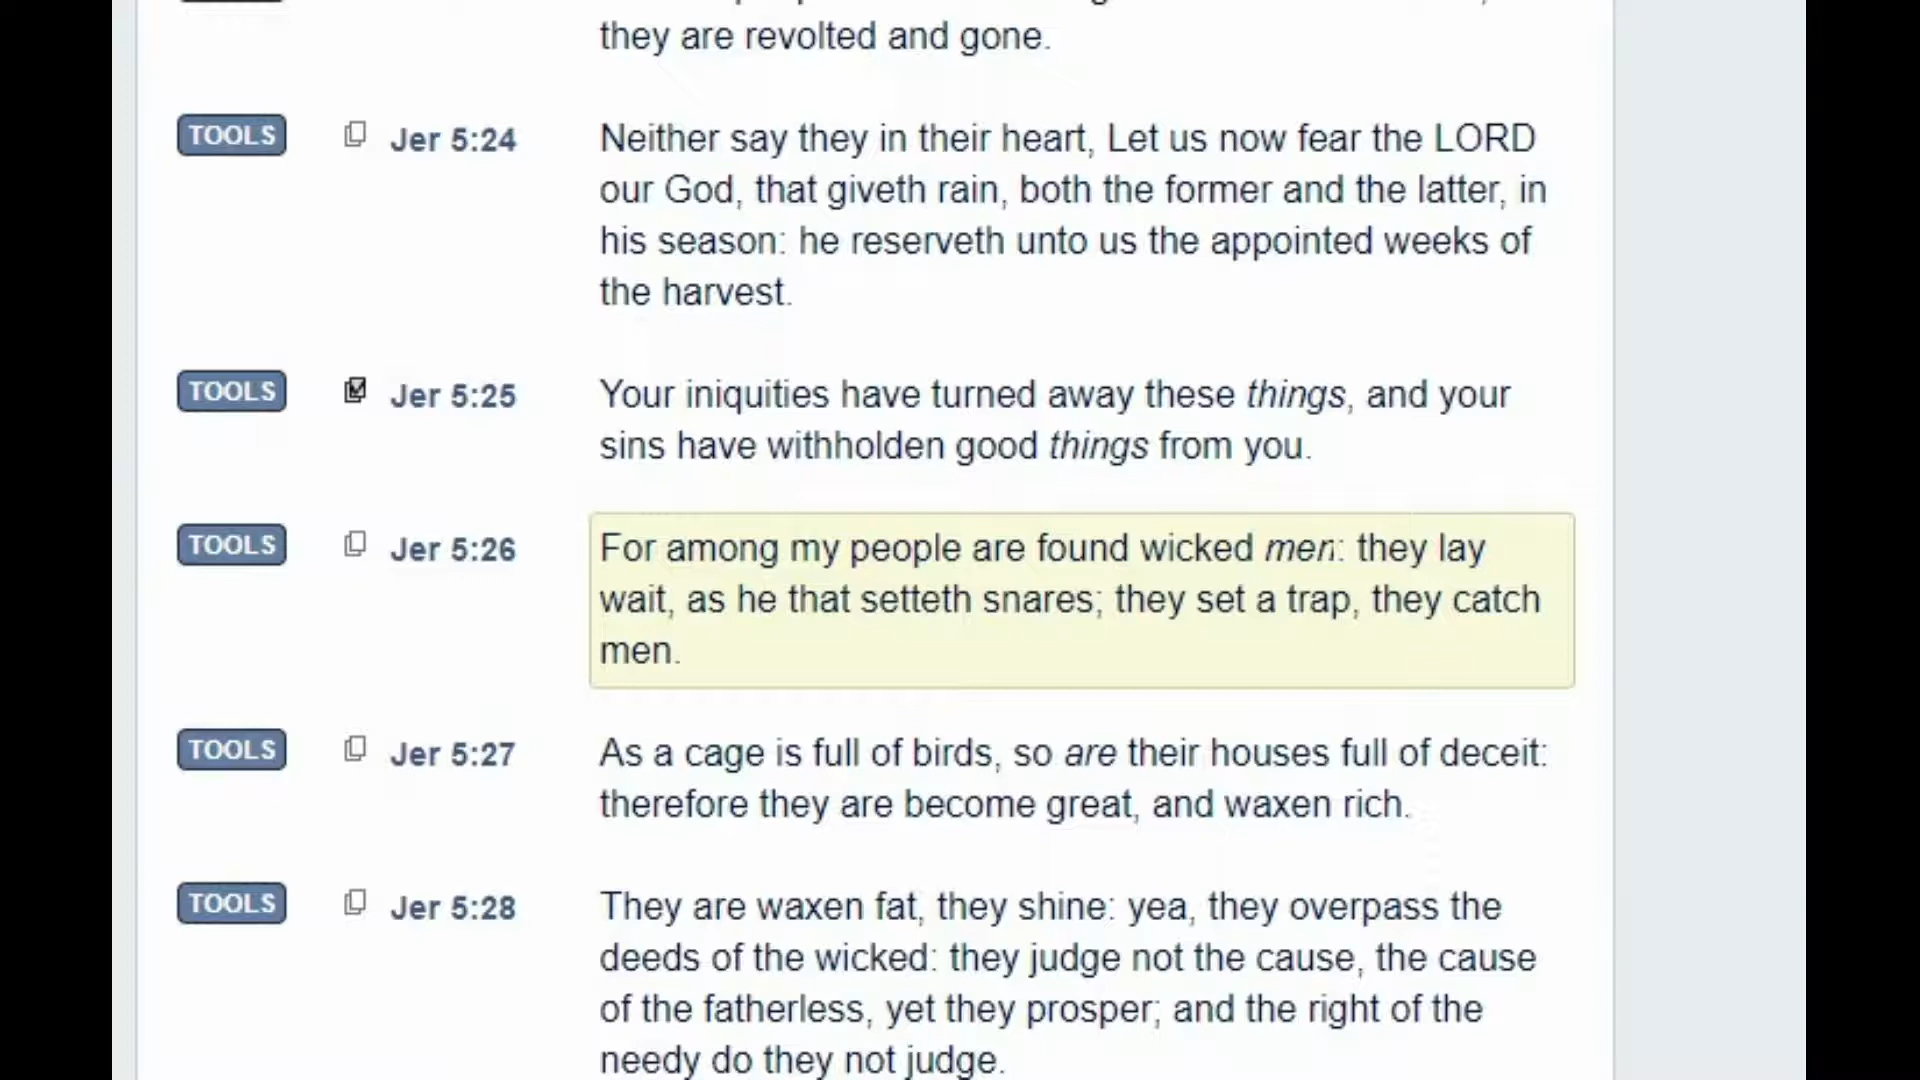 they are revolted and gone.
TOOLS Jer 5:24 Neither say they in their heart, Let us now fear the LORD
our God, that giveth rain, both the former and the latter, in
his season: he reserveth unto us the appointed weeks of
the harvest.
TOOLS Jer 5:25 Your iniquities have turned away these things, and your
sins have withholden good things from you.
TOOLS Jer 5:26 For among my people are found wicked men: they lay
wait, as he that setteth snares; they set a trap, they catch
men.
TOOLS Jer 5:27 As a cage is full of birds, so are their houses full of deceit:
therefore they are become great, and waxen rich.
TOOLS Jer 5:28 They are waxen fat, they shine: yea, they overpass the
deeds of the wicked: they judge not the cause, the cause
of the fatherless, yet they prosper; and the right of the
needy do they not judge.